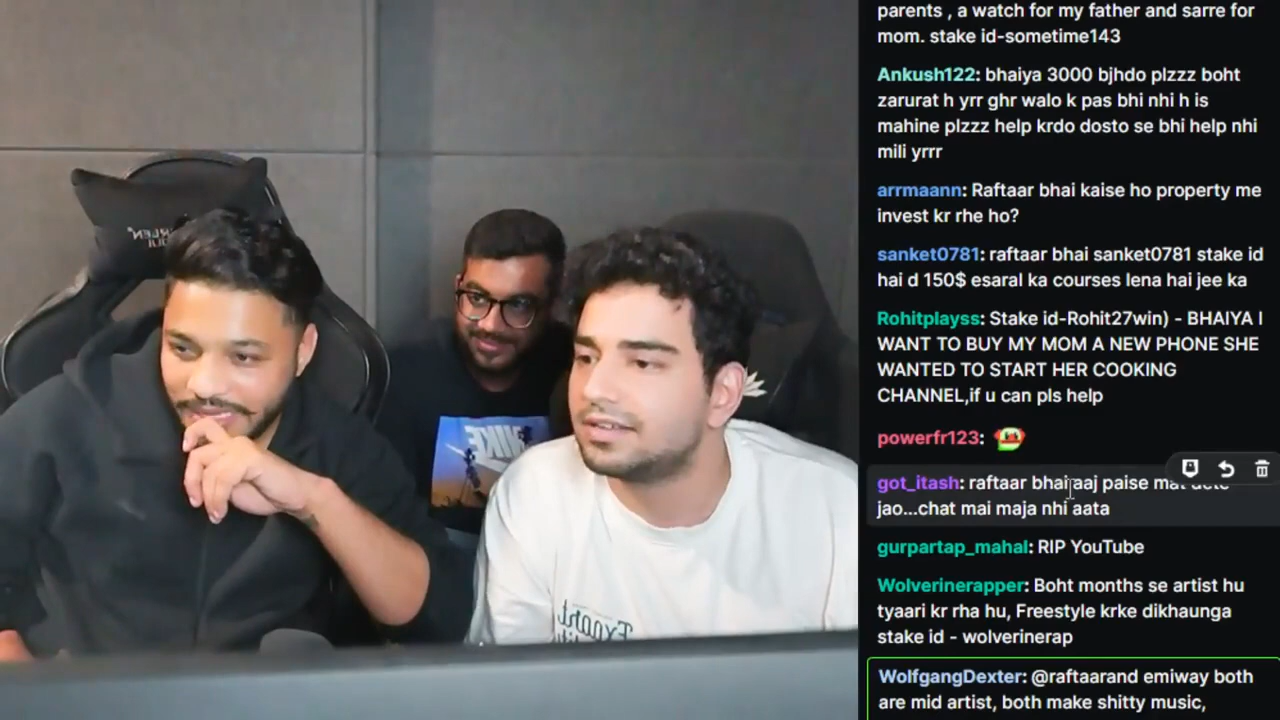 parents , a watch for my father and sarre for
mom. stake id-sometime143
Ankush122: bhaiya 3000 bjhdo plzzz boht
zarurat h yrr ghr walo k pas bhi nhi h is
mahine plzzz help krdo dosto se bhi help nhi
mili yrrr
arrmaann: Raftaar bhai kaise ho property me
invest kr rhe ho?
sanket0781: raftaar bhai sanket0781 stake id
hai d 150$ esaral ka courses lena hai jee ka
Rohitplayss: Stake id-Rohit27win) - BHAIYA I
WANT TO BUY MY MOM A NEW PHONE SHE
WANTED TO START HER COOKING
CHANNEL,if u can pls help
powerfr123:
got_itash: raftaar bhai aaj paise mat dete
jao...chat mai maja nhi aata
gurpartap_mahal: RIP YouTube
Wolverinerapper: Boht months se artist hu
tyaari kr rha hu, Freestyle krke dikhaunga
stake id - wolverinerap
WolfgangDexter: @raftaarand emiway both
are mid artist, both make shitty music,
NIKE